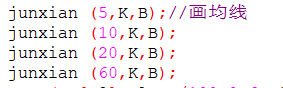 junxian (5,K,B);//画均线
junxian (10,K,B);
junxian (20,K,B);
junxian (60,K,B);